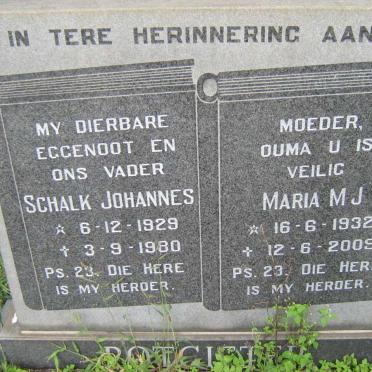 IN TERE HERINNERING AAN
MY DIERBARE
EGGENOOT EN
ONS VADER
SCHALK JOHANNES
☆ 6-12-1929
✝ 3-9-1980
PS. 23. DIE HERE
IS MY HERDER.
MOEDER,
OUMA U IS
VEILIG
MARIA M J
☆ 16-6-1932
✝ 12-6-2009
PS. 23. DIE HERE
IS MY HERDER.